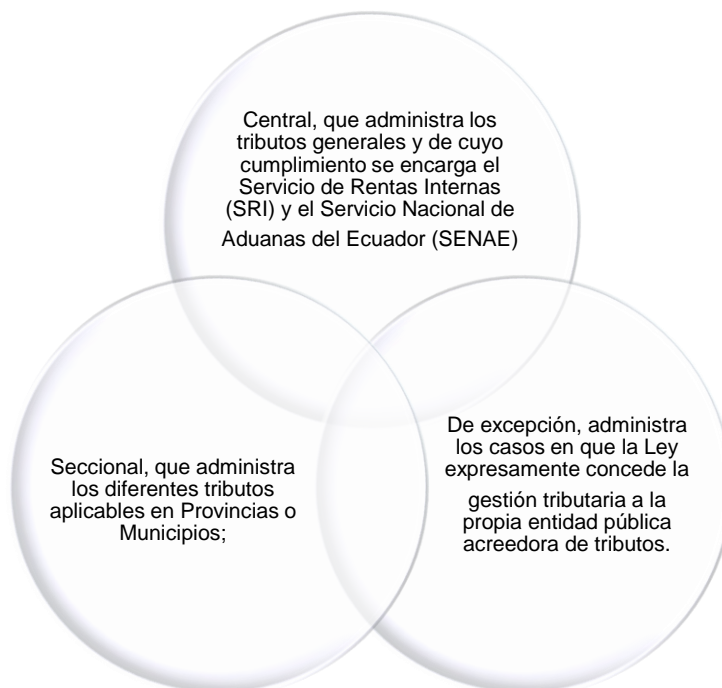 Central, que administra los
tributos generales y de cuyo
cumplimiento se encarga el
Servicio de Rentas Internas
(SRI) y el Servicio Nacional de
Aduanas del Ecuador (SENAE)
Seccional, que administra
los diferentes tributos
aplicables en Provincias o
Municipios;
De excepción, administra
los casos en que la Ley
expresamente concede la
gestión tributaria a la
propia entidad pública
acreedora de tributos.